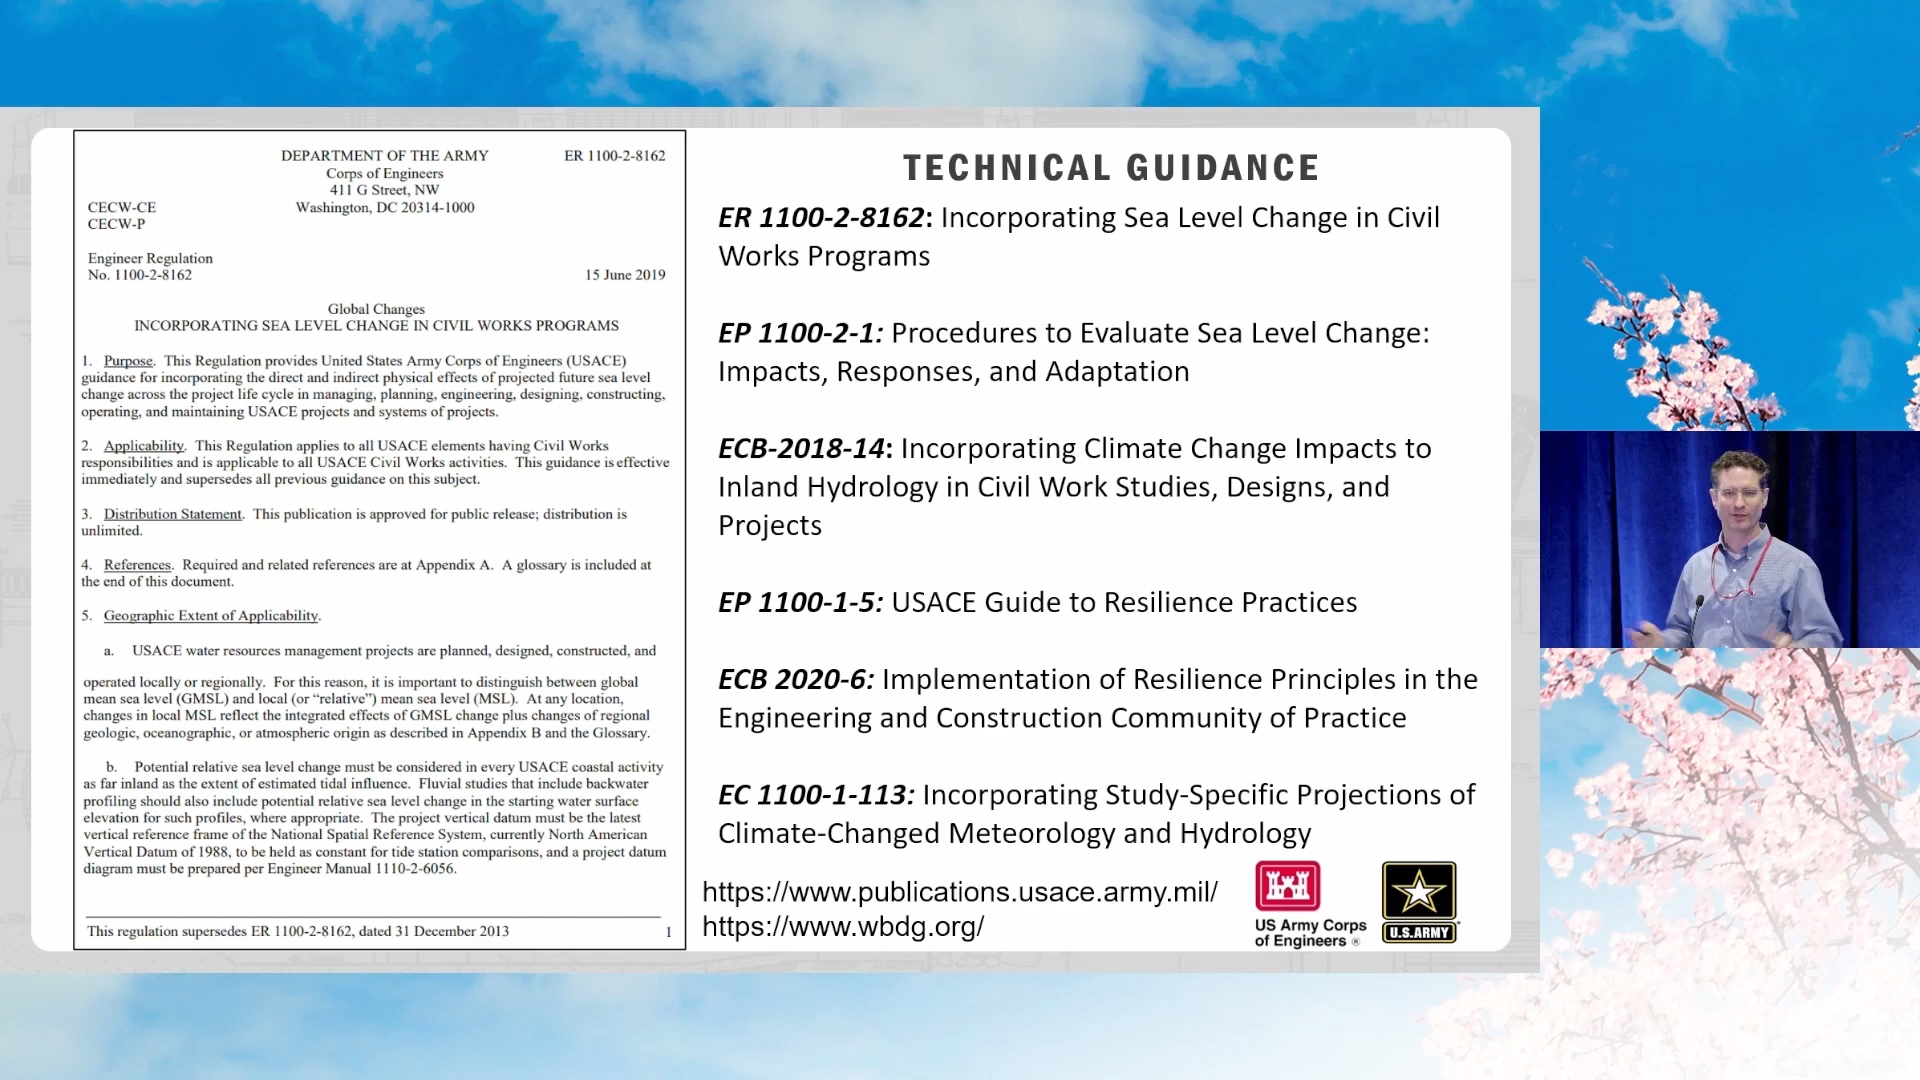 DEPARTMENT OF THE ARMY ER 1100-2-8162
Corps of Engineers
411 G Street, NW
CECW-CE Washington, DC 20314-1000
CECW-P
Engineer Regulation
No. 1100-2-8162 15 June 2019
Global Changes
INCORPORATING SEA LEVEL CHANGE IN CIVIL WORKS PROGRAMS
1. Purpose. This Regulation provides United States Army Corps of Engineers (USACE)
guidance for incorporating the direct and indirect physical effects of projected future sea level
change across the project life cycle in managing, planning, engineering, designing, constructing,
operating, and maintaining USACE projects and systems of projects.
2. Applicability. This Regulation applies to all USACE elements having Civil Works
responsibilities and is applicable to all USACE Civil Works activities. This guidance is effective
immediately and supersedes all previous guidance on this subject.
3. Distribution Statement. This publication is approved for public release; distribution is
unlimited.
4. References. Required and related references are at Appendix A. A glossary is included at
the end of this document.
5. Geographic Extent of Applicability.
a. USACE water resources management projects are planned, designed, constructed, and
operated locally or regionally. For this reason, it is important to distinguish between global
mean sea level (GMSL) and local (or “relative”) mean sea level (MSL). At any location,
changes in local MSL reflect the integrated effects of GMSL change plus changes of regional
geologic, oceanographic, or atmospheric origin as described in Appendix B and the Glossary.
b. Potential relative sea level change must be considered in every USACE coastal activity
as far inland as the extent of estimated tidal influence. Fluvial studies that include backwater
profiling should also include potential relative sea level change in the starting water surface
elevation for such profiles, where appropriate. The project vertical datum must be the latest
vertical reference frame of the National Spatial Reference System, currently North American
Vertical Datum of 1988, to be held as constant for tide station comparisons, and a project datum
diagram must be prepared per Engineer Manual 1110-2-6056.
This regulation supersedes ER 1100-2-8162, dated 31 December 2013 1
TECHNICAL GUIDANCE
ER 1100-2-8162: Incorporating Sea Level Change in Civil
Works Programs
EP 1100-2-1: Procedures to Evaluate Sea Level Change:
Impacts, Responses, and Adaptation
ECB-2018-14: Incorporating Climate Change Impacts to
Inland Hydrology in Civil Work Studies, Designs, and
Projects
EP 1100-1-5: USACE Guide to Resilience Practices
ECB 2020-6: Implementation of Resilience Principles in the
Engineering and Construction Community of Practice
EC 1100-1-113: Incorporating Study-Specific Projections of
Climate-Changed Meteorology and Hydrology
https://www.publications.usace.army.mil/
https://www.wbdg.org/
US Army Corps
of Engineers ®
U.S.ARMY